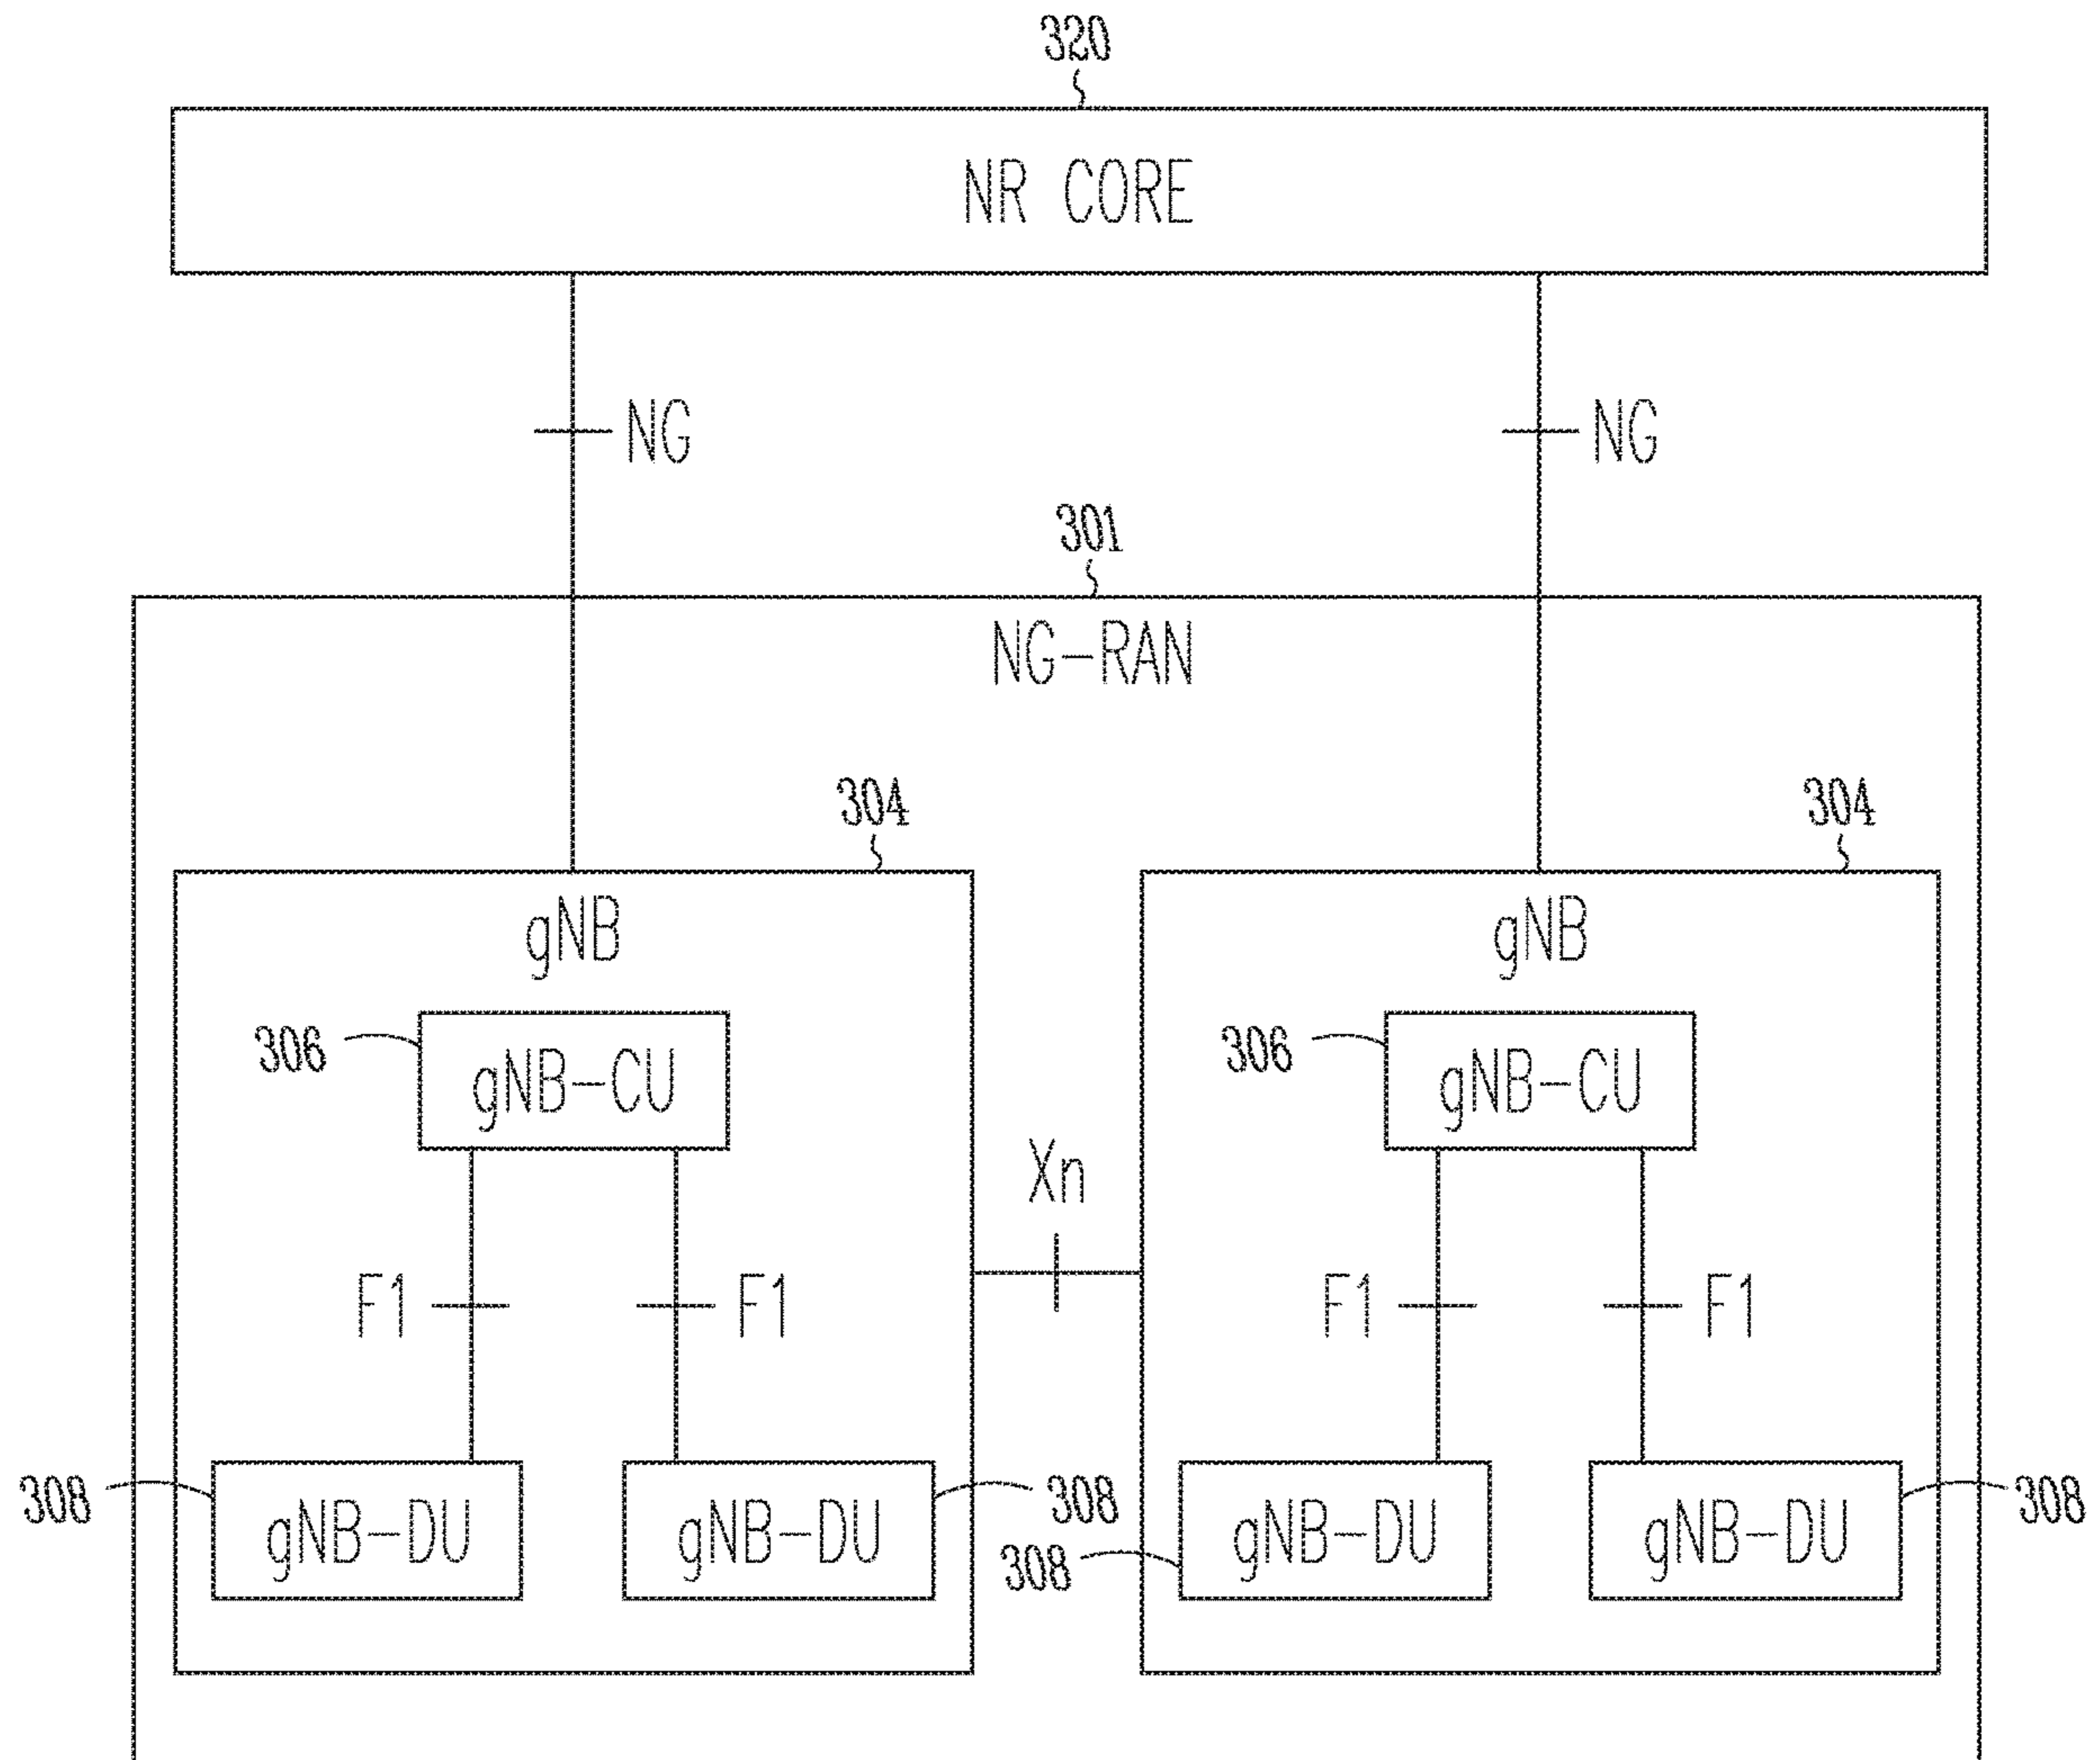 320
NR CORE
NG
NG
301
NG-RAN
304
304
gNB
gNB
306
gNB-CU
306
gNB-CU
Xn
F1
F1
F1
F1
308
gNB-DU
gNB-DU
308
308
gNB-DU
gNB-DU
308